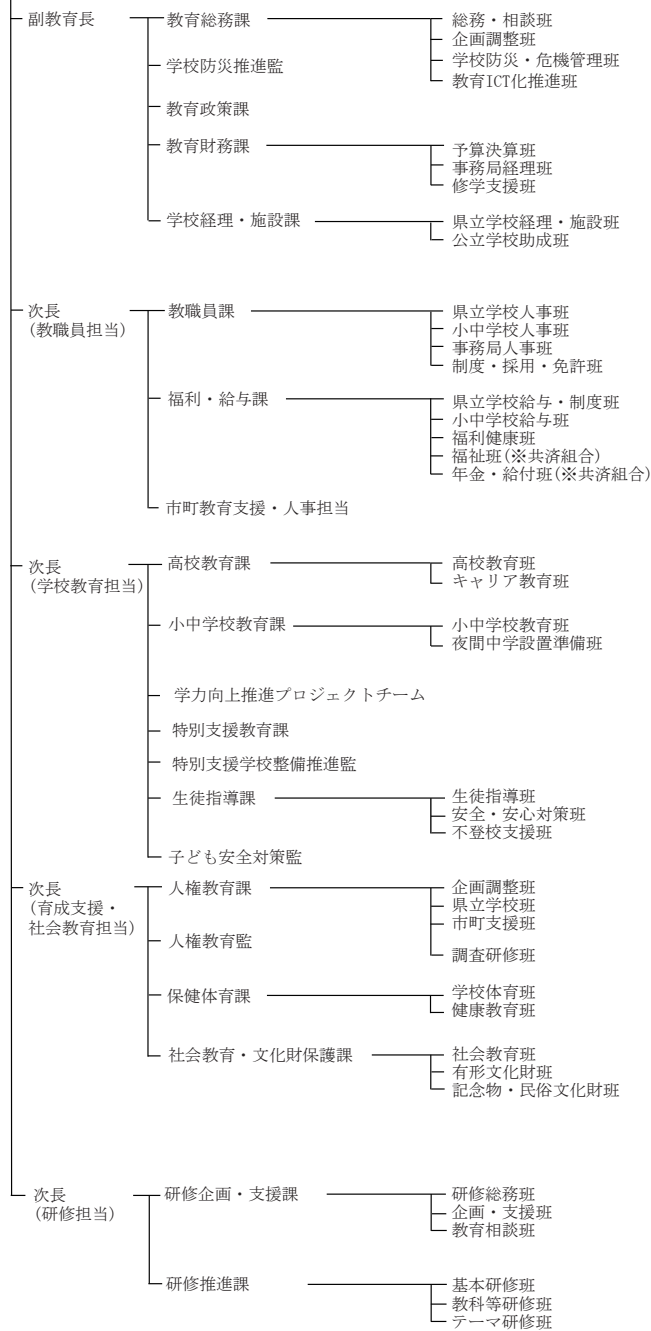 副教育長
教育総務課
総務・相談班
企画調整班
学校防災・危機管理班
教育ICT化推進班
学校防災推進監
教育政策課
教育財務課
予算決算班
事務局経理班
修学支援班
学校経理・施設課
県立学校経理・施設班
公立学校助成班
次長
(教職員担当)
教職員課
県立学校人事班
小中学校人事班
事務局人事班
制度・採用・免許班
福利・給与課
県立学校給与・制度班
小中学校給与班
福利健康班
福祉班(※共済組合)
年金・給付班(※共済組合)
市町教育支援・人事担当
次長
(学校教育担当)
高校教育課
高校教育班
キャリア教育班
小中学校教育課
小中学校教育班
夜間中学設置準備班
学力向上推進プロジェクトチーム
特別支援教育課
特別支援学校整備推進監
生徒指導課
生徒指導班
安全・安心対策班
不登校支援班
子ども安全対策監
次長
(育成支援・
社会教育担当)
人権教育課
企画調整班
県立学校班
市町支援班
調査研修班
人権教育監
保健体育課
学校体育班
健康教育班
社会教育・文化財保護課
社会教育班
有形文化財班
記念物・民俗文化財班
次長
(研修担当)
研修企画・支援課
研修総務班
企画・支援班
教育相談班
研修推進課
基本研修班
教科等研修班
テーマ研修班